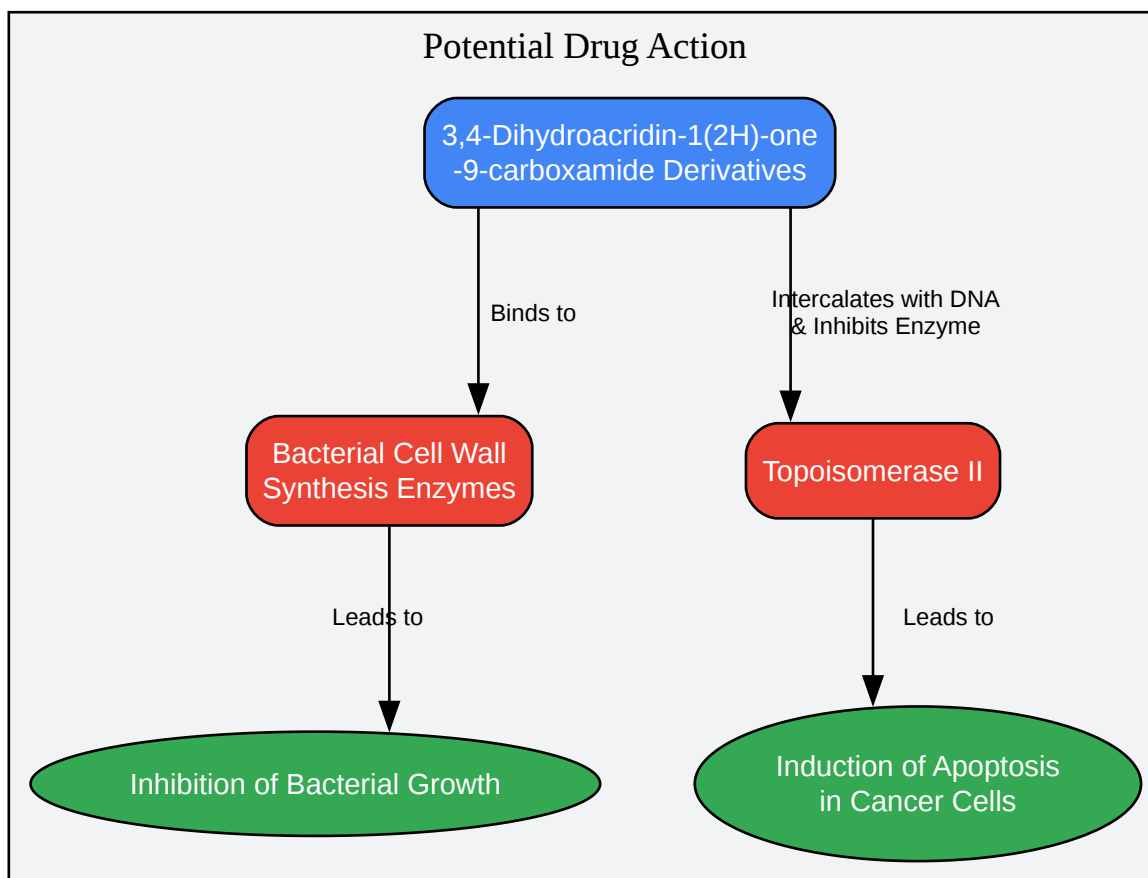 Potential Drug Action
3,4-Dihydroacridin-1(2H)-one
-9-carboxamide Derivatives
Binds to
Intercalates with DNA
& Inhibits Enzyme
Bacterial Cell Wall
Synthesis Enzymes
Topoisomerase II
Leads to
Leads to
Inhibition of Bacterial Growth
Induction of Apoptosis
in Cancer Cells